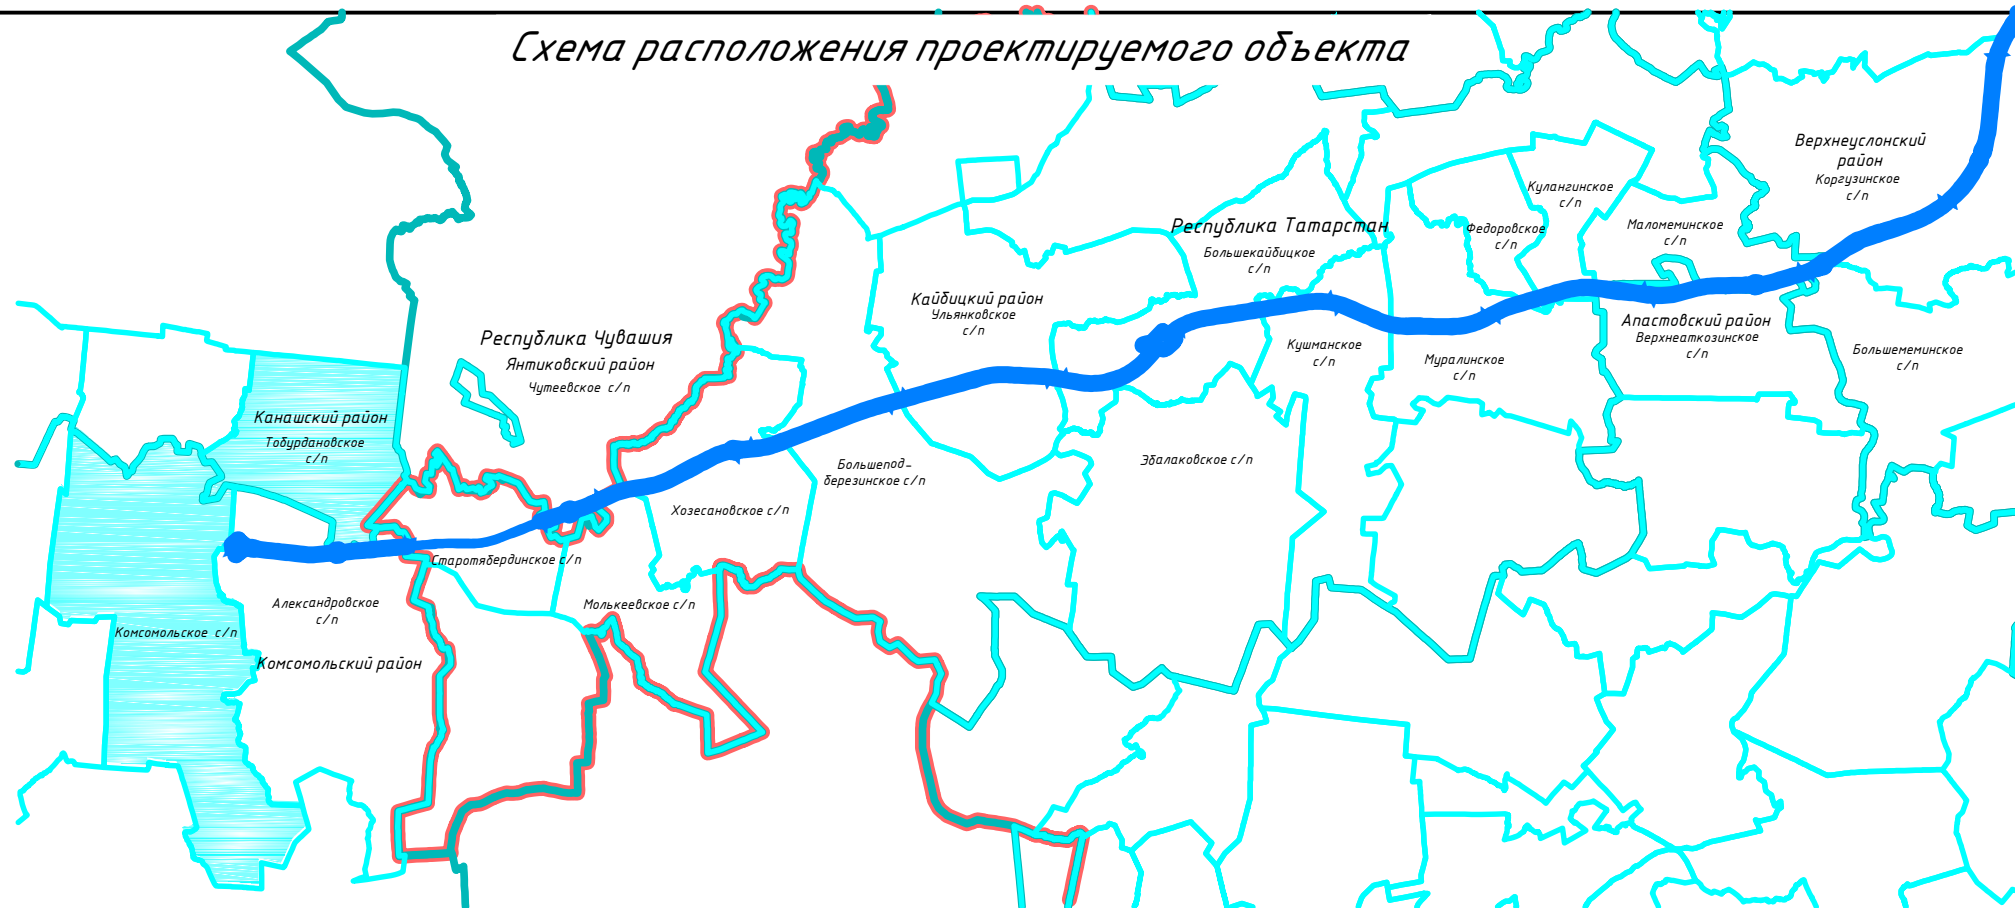 Схема расположения проектируемого объекта
Верхнеуслонский
район
Коргузинское
с/п
Кулангинское
с/п
Федоровское
с/п
Маломеминское
с/п
Республика Татарстан
Большекайбицкое
с/п
Кайбицкий район
Ульянковское
с/п
Апастовский район
Верхнеаткозинское
с/п
Большемеминское
с/п
Кушманское
с/п
Муралинское
с/п
Республика Чувашия
Янтиковский район
Чутеевское с/п
Канашский район
Тобурдановское
с/п
Большепод-
березинское с/п
Эбалаковское с/п
Хозесановское с/п
Старотябердинское с/п
Молькеевское с/п
Александровское
с/п
Комсомольское с/п
Комсомольский район